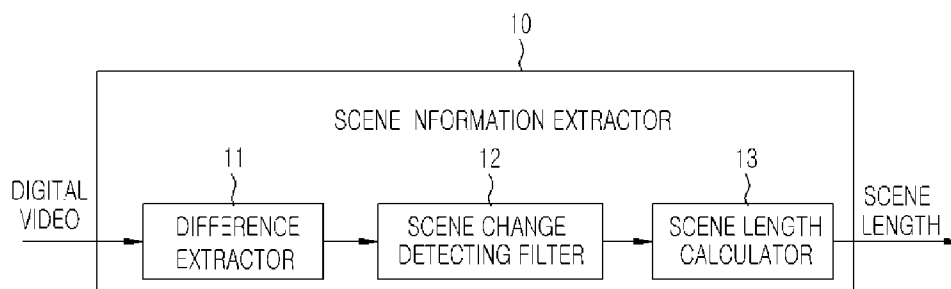 10
SCENE NFORMATION EXTRACTOR
11
12
13
DIGITAL
VIDEO
DIFFERENCE
EXTRACTOR
SCENE CHANGE
DETECTING FILTER
SCENE LENGTH
CALCULATOR
SCENE
LENGTH